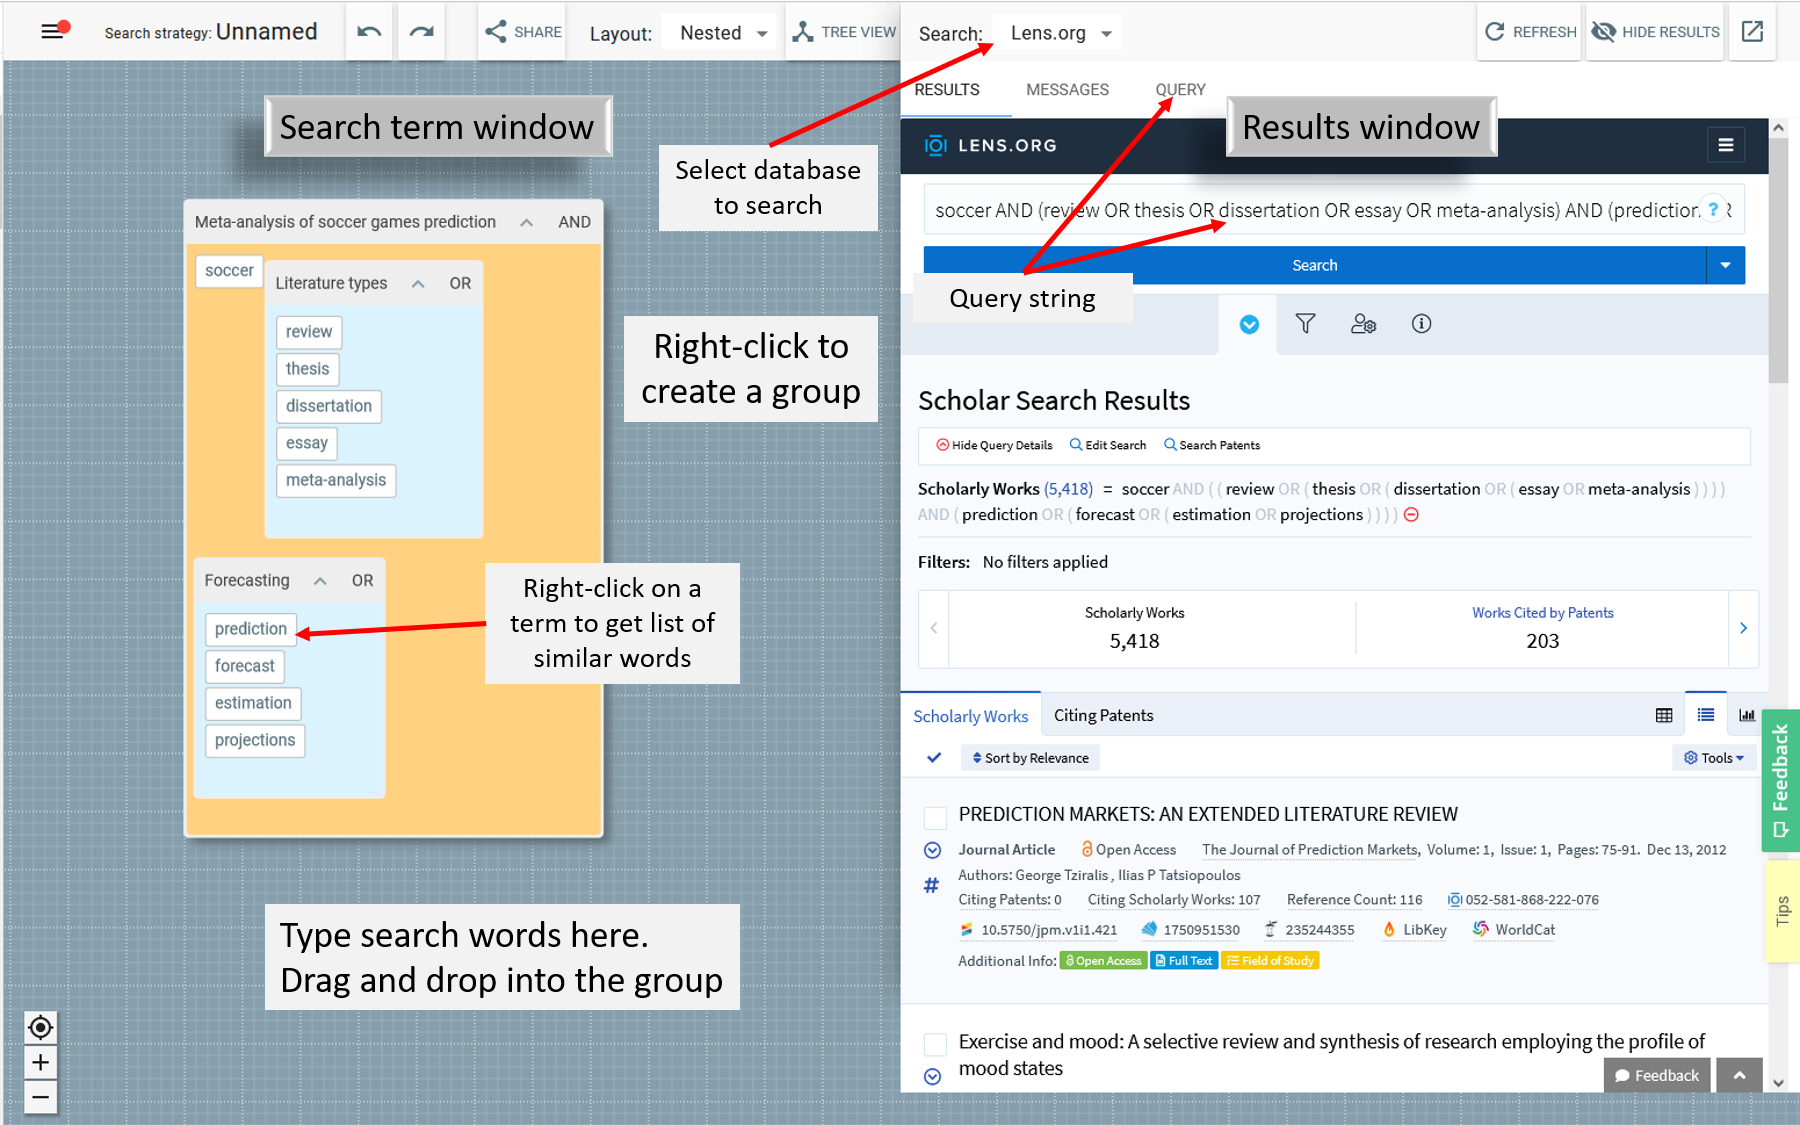 Search strategy: Unnamed
SHARE
Layout: Nested
TREE VIEW
Search: Lens.org
REFRESH
HIDE RESULTS
RESULTS
MESSAGES
QUERY
Search term window
Results window
LENS.ORG
Select database
to search
soccer AND (review OR thesis OR dissertation OR essay OR meta-analysis) AND (prediction
?
Search
Query string
Meta-analysis of soccer games prediction AND
soccer
Literature types OR
review
thesis
dissertation
essay
meta-analysis
Right-click to
create a group
Forecasting OR
prediction
forecast
estimation
projections
Right-click on a
term to get list of
similar words
Type search words here.
Drag and drop into the group
Scholar Search Results
Hide Query Details
Edit Search
Search Patents
Scholarly Works (5,418) = soccer AND ( ( review OR ( thesis OR ( dissertation OR ( essay OR meta-analysis ) ) ) )
AND ( prediction OR ( forecast OR ( estimation OR projections ) ) ) )
Filters: No filters applied
Scholarly Works
5,418
Works Cited by Patents
203
Scholarly Works
Citing Patents
Sort by Relevance
Tools
PREDICTION MARKETS: AN EXTENDED LITERATURE REVIEW
Journal Article Open Access The Journal of Prediction Markets, Volume: 1, Issue: 1, Pages: 75-91. Dec 13, 2012
Authors: George Tziralis , Ilias P Tatsiopoulos
Citing Patents: 0 Citing Scholarly Works: 107 Reference Count: 116 052-581-868-222-076
10.5750/jpm.v1i1.421 1750951530 235244355 LibKey WorldCat
Additional Info: Open Access Full Text Field of Study
Exercise and mood: A selective review and synthesis of research employing the profile of
mood states
Feedback
Feedback
Tips